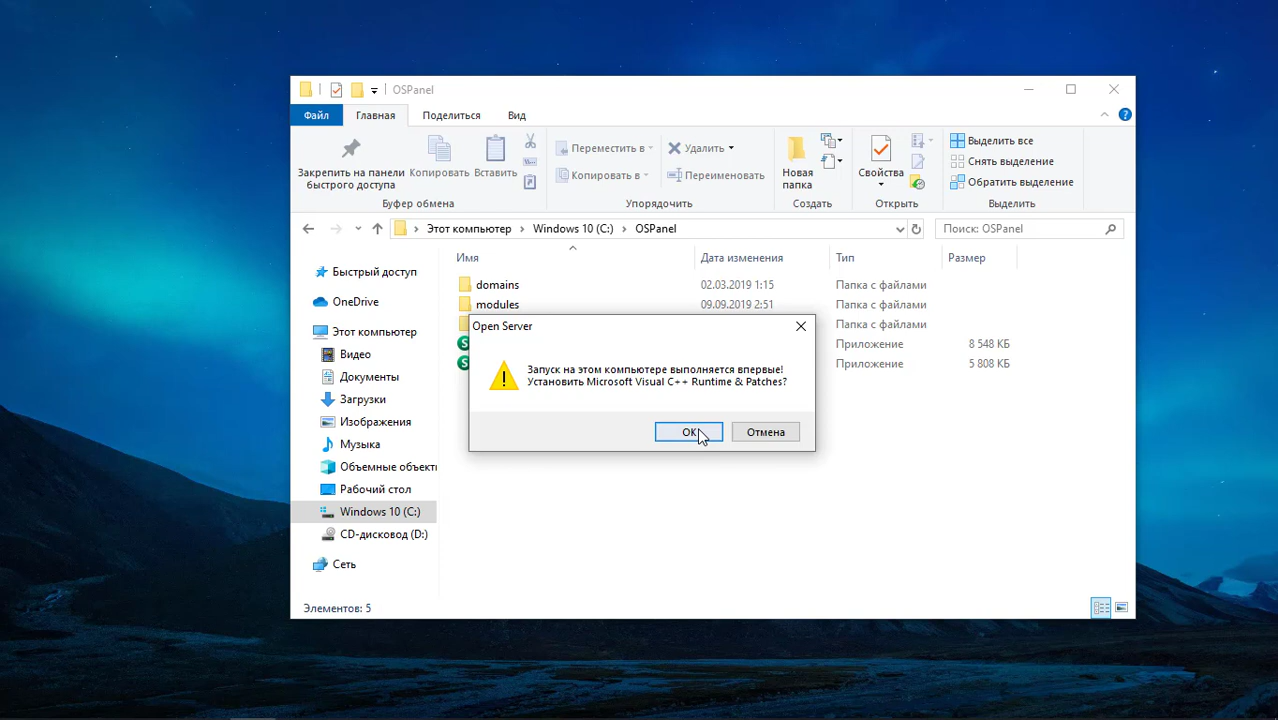 OSPanel
Файл Главная Поделиться Вид
Закрепить на панели быстрого доступа
Копировать
Вставить
Переместить в
Копировать в
Удалить
Переименовать
Новая папка
Свойства
Выделить все
Снять выделение
Обратить выделение
Буфер обмена Упорядочить Создать Открыть Выделить
Этот компьютер Windows 10 (C:) OSPanel
Поиск: OSPanel
Имя Дата изменения Тип Размер
Быстрый доступ
OneDrive
Этот компьютер
Видео
Документы
Загрузки
Изображения
Музыка
Объемные объект
Рабочий стол
Windows 10 (C:)
CD-дисковод (D:)
Сеть
domains 02.03.2019 1:15 Папка с файлами
modules 09.09.2019 2:51 Папка с файлами
Папка с файлами
Приложение 8 548 КБ
Приложение 5 808 КБ
Open Server
Запуск на этом компьютере выполняется впервые!
Установить Microsoft Visual C++ Runtime & Patches?
ОК Отмена
Элементов: 5